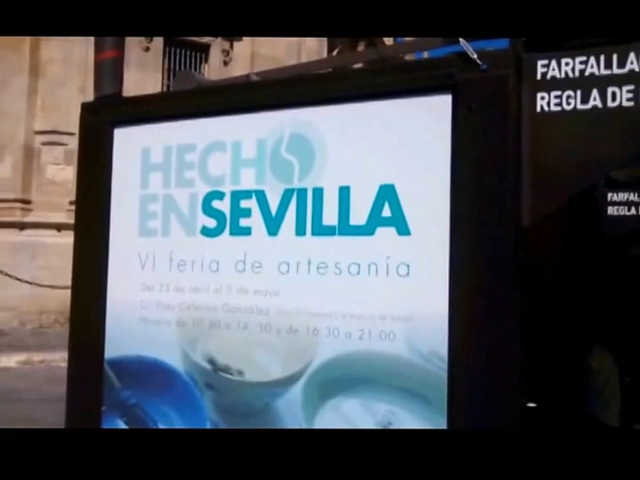 HECHO
EN SEVILLA
VI feria de artesanía
Del 23 de abril al 5 de mayo
C/ Fray Ceferino González
Horario de 10:30 a 14:30 y de 16:30 a 21:00
FARFALLA
REGLA DE
FARFAL
REGLA